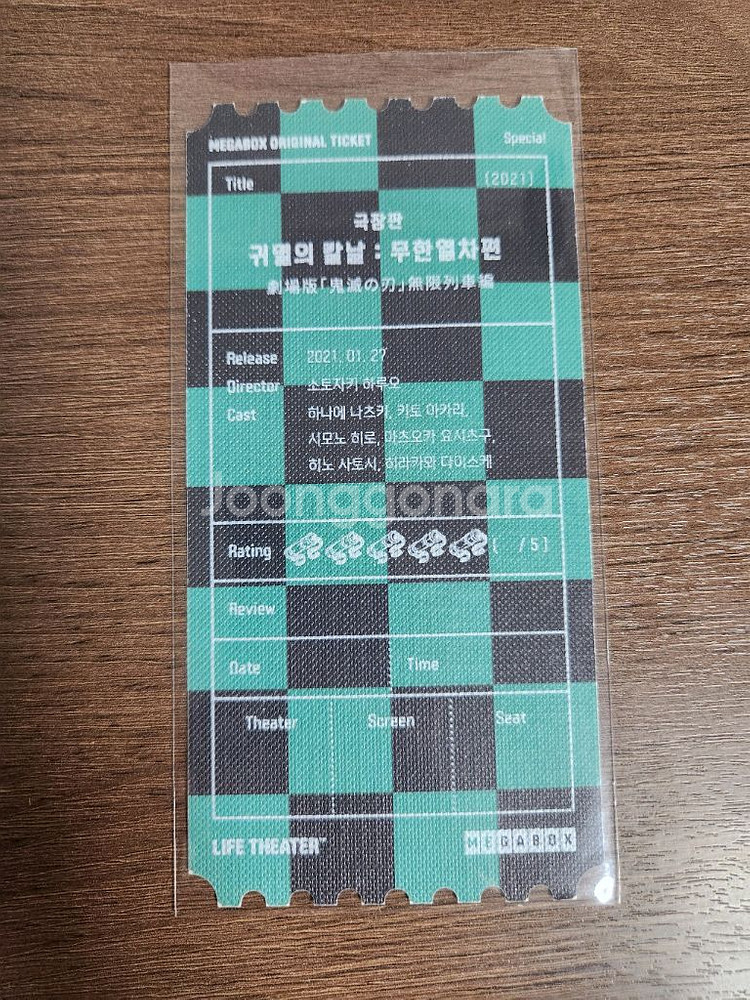 MEGABOX ORIGINAL TICKET Special
Title (2021)
극장판
귀멸의 칼날 : 무한열차편
劇場版「鬼滅の刃」無限列車編
Release 2021. 01. 27
Director 소토자키 하루오
Cast 하나에 나츠키, 키토 아카리,
시모노 히로, 마츠오카 요시츠구,
히노 사토시, 히라카와 다이스케
Joonggonara
Rating ( /5)
Review
Date Time
Theater Screen Seat
LIFE THEATER™ MEGABOX